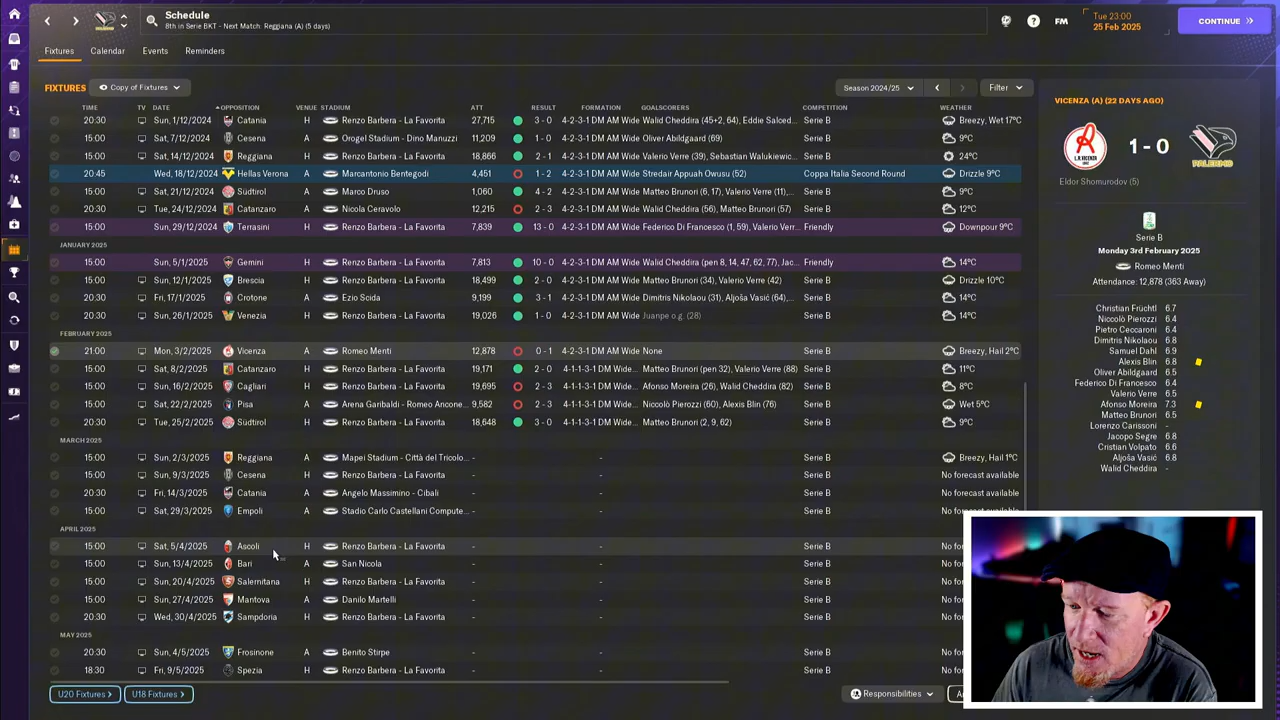 Schedule
8th in Serie BKT - Next Match: Reggiana (A) (5 days)
FM
Tue 23:00
25 Feb 2025
CONTINUE
Fixtures Calendar Events Reminders
FIXTURES Copy of Fixtures Season 2024/25 Filter
TIME TV DATE OPPOSITION VENUE STADIUM ATT RESULT FORMATION GOALSCORERS COMPETITION WEATHER
20:30 Sun, 1/12/2024 Catania H Renzo Barbera - La Favorita 27,715 3 - 0 4-2-3-1 DM AM Wide Walid Cheddira (45+2, 64), Eddie Salced... Serie B Breezy, Wet 17°C
15:00 Sat, 7/12/2024 Cesena A Orogel Stadium - Dino Manuzzi 11,209 1 - 0 4-2-3-1 DM AM Wide Oliver Abildgaard (69) Serie B 9°C
15:00 Sat, 14/12/2024 Reggiana H Renzo Barbera - La Favorita 18,866 2 - 1 4-2-3-1 DM AM Wide Valerio Verre (39), Sebastian Walukiewic... Serie B 24°C
20:45 Wed, 18/12/2024 Hellas Verona A Marcantonio Bentegodi 4,451 1 - 2 4-2-3-1 DM AM Wide Stredair Appuah Owusu (52) Coppa Italia Second Round Drizzle 9°C
15:00 Sat, 21/12/2024 Südtirol A Marco Druso 1,060 4 - 2 4-2-3-1 DM AM Wide Matteo Brunori (6, 17), Valerio Verre (11),... Serie B 9°C
20:30 Tue, 24/12/2024 Catanzaro A Nicola Ceravolo 12,215 2 - 3 4-2-3-1 DM AM Wide Walid Cheddira (56), Matteo Brunori (57) Serie B 12°C
15:00 Sun, 29/12/2024 Terrasini H Renzo Barbera - La Favorita 7,839 13 - 0 4-2-3-1 DM AM Wide Federico Di Francesco (1, 59), Valerio Verr... Friendly Downpour 9°C
JANUARY 2025
15:00 Sun, 5/1/2025 Gemini H Renzo Barbera - La Favorita 7,813 10 - 0 4-2-3-1 DM AM Wide Walid Cheddira (pen 8, 14, 47, 62, 77), Jac... Friendly 14°C
15:00 Sun, 12/1/2025 Brescia H Renzo Barbera - La Favorita 18,499 2 - 0 4-2-3-1 DM AM Wide Matteo Brunori (34), Valerio Verre (42) Serie B Drizzle 10°C
20:30 Fri, 17/1/2025 Crotone A Ezio Scida 9,199 3 - 1 4-2-3-1 DM AM Wide Dimitris Nikolaou (31), Aljoša Vasić (64),... Serie B 14°C
20:30 Sun, 26/1/2025 Venezia H Renzo Barbera - La Favorita 19,026 1 - 0 4-2-3-1 DM AM Wide Juanpe o.g. (28) Serie B 14°C
FEBRUARY 2025
21:00 Mon, 3/2/2025 Vicenza A Romeo Menti 12,878 0 - 1 4-2-3-1 DM AM Wide None Serie B Breezy, Hail 2°C
15:00 Sat, 8/2/2025 Catanzaro H Renzo Barbera - La Favorita 19,171 2 - 0 4-1-1-3-1 DM Wide... Matteo Brunori (pen 32), Valerio Verre (88) Serie B 11°C
15:00 Sun, 16/2/2025 Cagliari H Renzo Barbera - La Favorita 19,695 2 - 3 4-1-1-3-1 DM Wide... Afonso Moreira (26), Walid Cheddira (82) Serie B 8°C
15:00 Sat, 22/2/2025 Pisa A Arena Garibaldi - Romeo Ancone... 9,582 2 - 3 4-1-1-3-1 DM Wide... Niccolò Pierozzi (60), Alexis Blin (76) Serie B Wet 5°C
20:30 Tue, 25/2/2025 Südtirol H Renzo Barbera - La Favorita 18,648 3 - 0 4-1-1-3-1 DM Wide... Matteo Brunori (2, 9, 62) Serie B 9°C
MARCH 2025
15:00 Sun, 2/3/2025 Reggiana A Mapei Stadium - Città del Tricolo... - - Serie B Breezy, Hail 1°C
15:00 Sun, 9/3/2025 Cesena H Renzo Barbera - La Favorita - - Serie B No forecast available
20:30 Fri, 14/3/2025 Catania A Angelo Massimino - Cibali - - Serie B No forecast available
15:00 Sat, 29/3/2025 Empoli A Stadio Carlo Castellani Compute... - - Serie B No forecast available
APRIL 2025
15:00 Sat, 5/4/2025 Ascoli H Renzo Barbera - La Favorita - - Serie B No fo
15:00 Sun, 13/4/2025 Bari A San Nicola - - Serie B No for
15:00 Sun, 20/4/2025 Salernitana H Renzo Barbera - La Favorita - - Serie B No for
15:00 Sun, 27/4/2025 Mantova A Danilo Martelli - - Serie B No for
20:30 Wed, 30/4/2025 Sampdoria H Renzo Barbera - La Favorita - - Serie B No for
MAY 2025
20:30 Sun, 4/5/2025 Frosinone A Benito Stirpe - - Serie B No for
18:30 Fri, 9/5/2025 Spezia H Renzo Barbera - La Favorita - - Serie B No for
U20 Fixtures U18 Fixtures Responsibilities
VICENZA (A) (22 DAYS AGO)
1 - 0
PALERMO
Eldor Shomurodov (5)
Serie B
Monday 3rd February 2025
Romeo Menti
Attendance: 12,878 (363 Away)
Christian Früchtl 6.7
Niccolò Pierozzi 6.4
Pietro Ceccaroni 6.4
Dimitris Nikolaou 6.8
Samuel Dahl 6.9
Alexis Blin 6.8
Oliver Abildgaard 6.5
Federico Di Francesco 6.4
Valerio Verre 6.5
Afonso Moreira 7.3
Matteo Brunori 6.5
Lorenzo Carissoni -
Jacopo Segre 6.8
Cristian Volpato 6.6
Aljoša Vasić 6.8
Walid Cheddira -